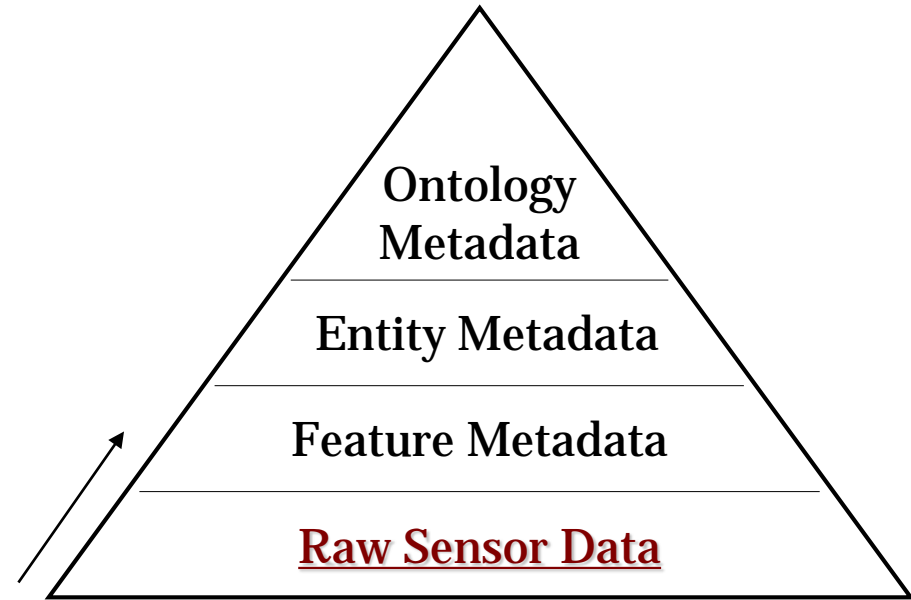 Ontology
Metadata
Entity Metadata
Feature Metadata
Raw Sensor Data